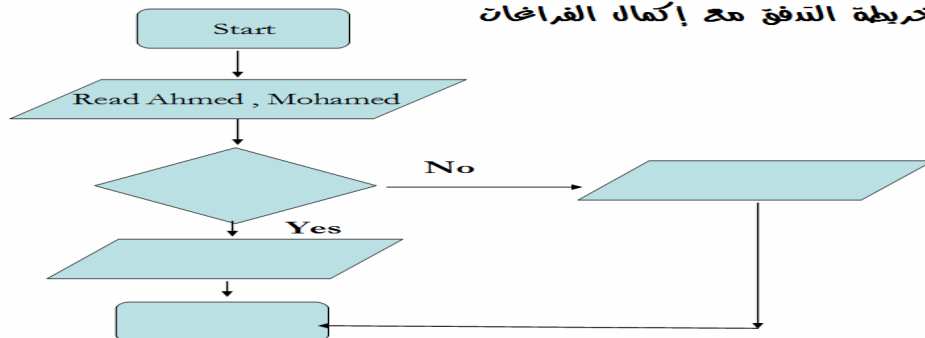 خريطة التدفق مع إكمال الفراغات
Start
Read Ahmed , Mohamed
No
Yes